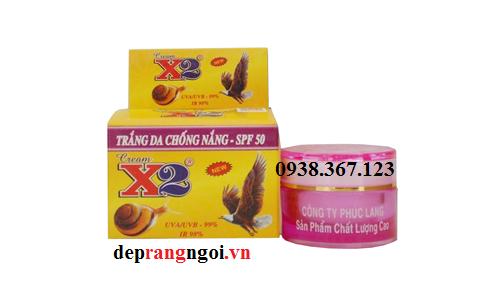 Cream
X2®
NEW
UVA/UVB - 99%
IR 98%
TRẮNG DA CHỐNG NẮNG - SPF 50
Cream
X2®
NEW
UVA/UVB - 99%
IR 98%
0938.367.123
CÔNG TY PHUC LANG
Sản Phẩm Chất Lượng Cao
deprangngoi.vn